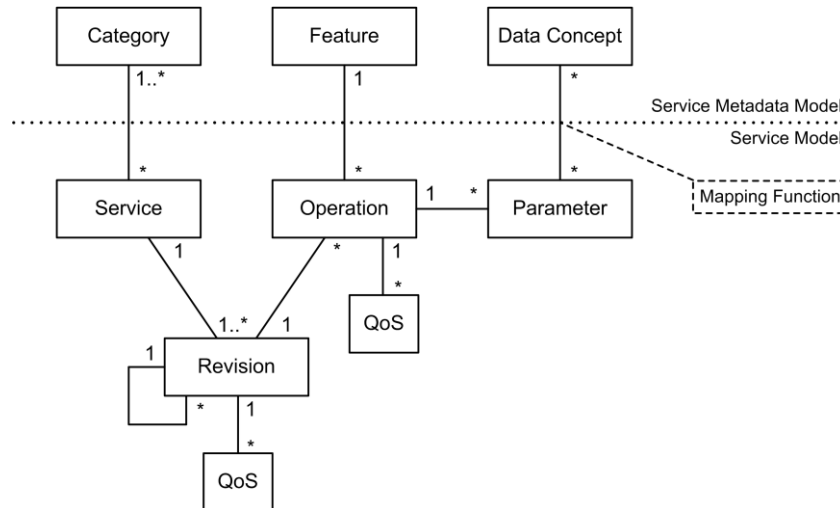 Category
Feature
Data Concept
1..*
1
*
Service Metadata Model
Service Model
*
*
*
Mapping Function
Service
Operation
1
*
Parameter
1
*
1
*
QoS
1..*
1
1
Revision
*
1
*
QoS